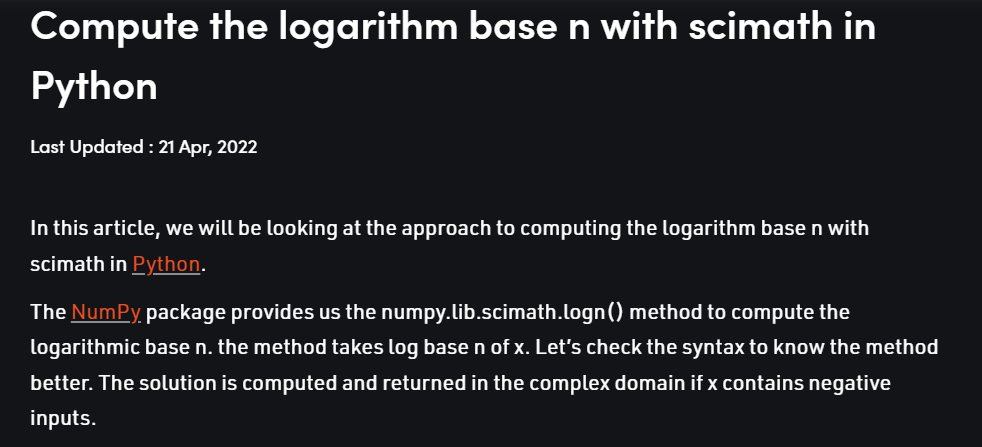 Compute the logarithm base n with scimath in
Python
Last Updated : 21 Apr, 2022
In this article, we will be looking at the approach to computing the logarithm base n with
scimath in Python.
The NumPy package provides us the numpy.lib.scimath.logn() method to compute the
logarithmic base n. the method takes log base n of x. Let’s check the syntax to know the method
better. The solution is computed and returned in the complex domain if x contains negative
inputs.